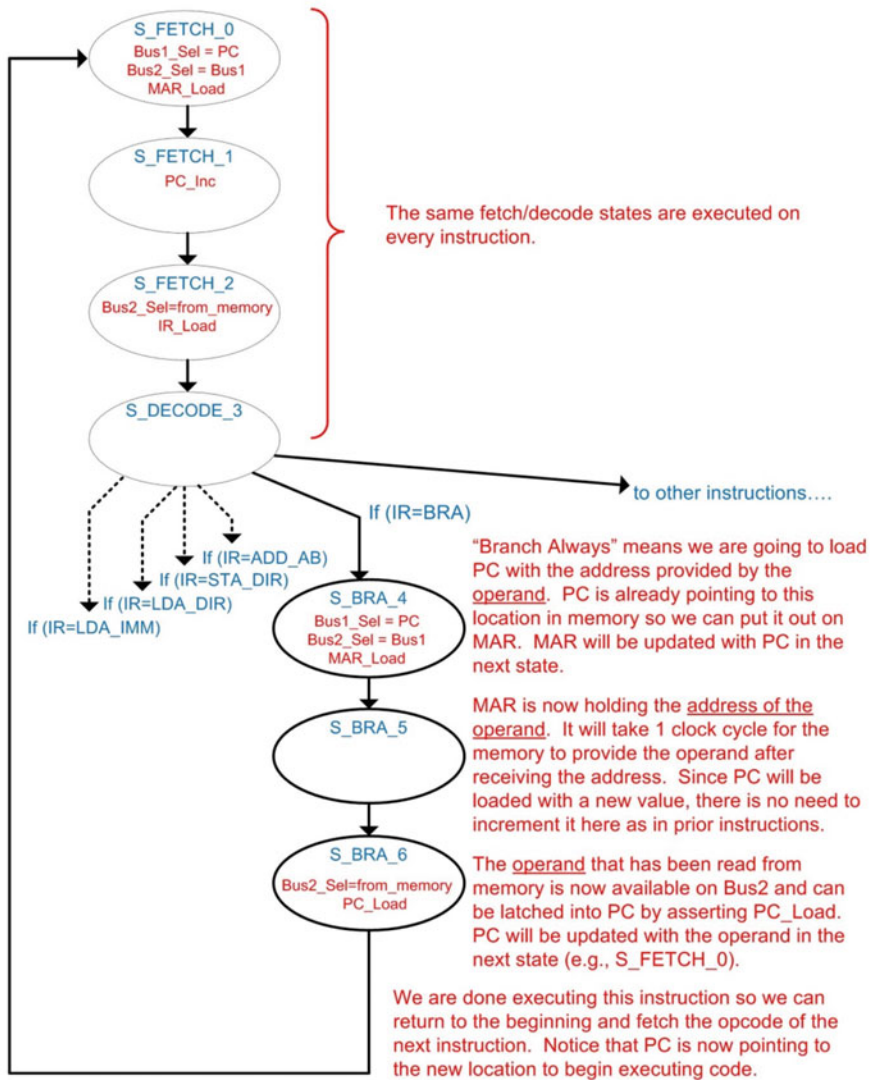 S_FETCH_0
Bus1_Sel = PC
Bus2_Sel = Bus1
MAR_Load
S_FETCH_1
PC_Inc
The same fetch/decode states are executed on
every instruction.
S_FETCH_2
Bus2_Sel=from_memory
IR_Load
S_DECODE_3
to other instructions....
If (IR=BRA)
If (IR=ADD_AB)
If (IR=STA_DIR)
If (IR=LDA_DIR)
If (IR=LDA_IMM)
S_BRA_4
Bus1_Sel = PC
Bus2_Sel = Bus1
MAR_Load
“Branch Always” means we are going to load
PC with the address provided by the
operand. PC is already pointing to this
location in memory so we can put it out on
MAR. MAR will be updated with PC in the
next state.
S_BRA_5
MAR is now holding the address of the
operand. It will take 1 clock cycle for the
memory to provide the operand after
receiving the address. Since PC will be
loaded with a new value, there is no need to
increment it here as in prior instructions.
S_BRA_6
Bus2_Sel=from_memory
PC_Load
The operand that has been read from
memory is now available on Bus2 and can
be latched into PC by asserting PC_Load.
PC will be updated with the operand in the
next state (e.g., S_FETCH_0).
We are done executing this instruction so we can
return to the beginning and fetch the opcode of the
next instruction. Notice that PC is now pointing to
the new location to begin executing code.